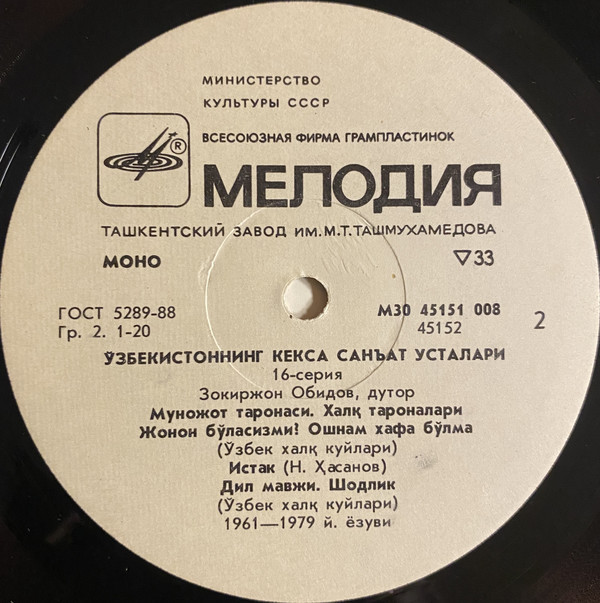 МИНИСТЕРСТВО
КУЛЬТУРЫ СССР
ВСЕСОЮЗНАЯ ФИРМА ГРАМПЛАСТИНОК
®
МЕЛОДИЯ
ТАШКЕНТСКИЙ ЗАВОД ИМ. М.Т.ТАШМУХАМЕДОВА
МОНО ▽33
ГОСТ 5289-88 М30 45151 008
Гр. 2. 1-20 45152 2
ЎЗБЕКИСТОННИНГ КЕКСА САНЪАТ УСТАЛАРИ
16-серия
Зокиржон Обидов, дутор
Муножот таронаси. Халқ тароналари
Жонон бўласизми! Ошнам хафа бўлма
(Ўзбек халқ куйлари)
Истак (Н. Ҳасанов)
Дил мавжи. Шодлик
(Ўзбек халқ куйлари)
1961—1979 й. ёзуви